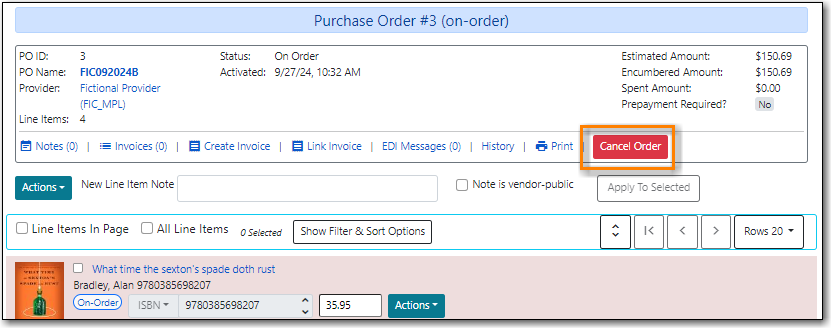 Purchase Order #3 (on-order)
PO ID: 3 Status: On Order Estimated Amount: $150.69
PO Name: FIC092024B Activated: 9/27/24, 10:32 AM Encumbered Amount: $150.69
Provider: Fictional Provider Spent Amount: $0.00
(FIC_MPL) Prepayment Required? No
Line Items: 4
Notes (0) | Invoices (0) | Create Invoice | Link Invoice | EDI Messages (0) | History | Print | Cancel Order
Actions New Line Item Note Note is vendor-public Apply To Selected
Line Items In Page All Line Items 0 Selected Show Filter & Sort Options Rows 20
WHAT TIME
What time the sexton's spade doth rust
Bradley, Alan 9780385698207
On-Order ISBN 9780385698207 35.95 Actions